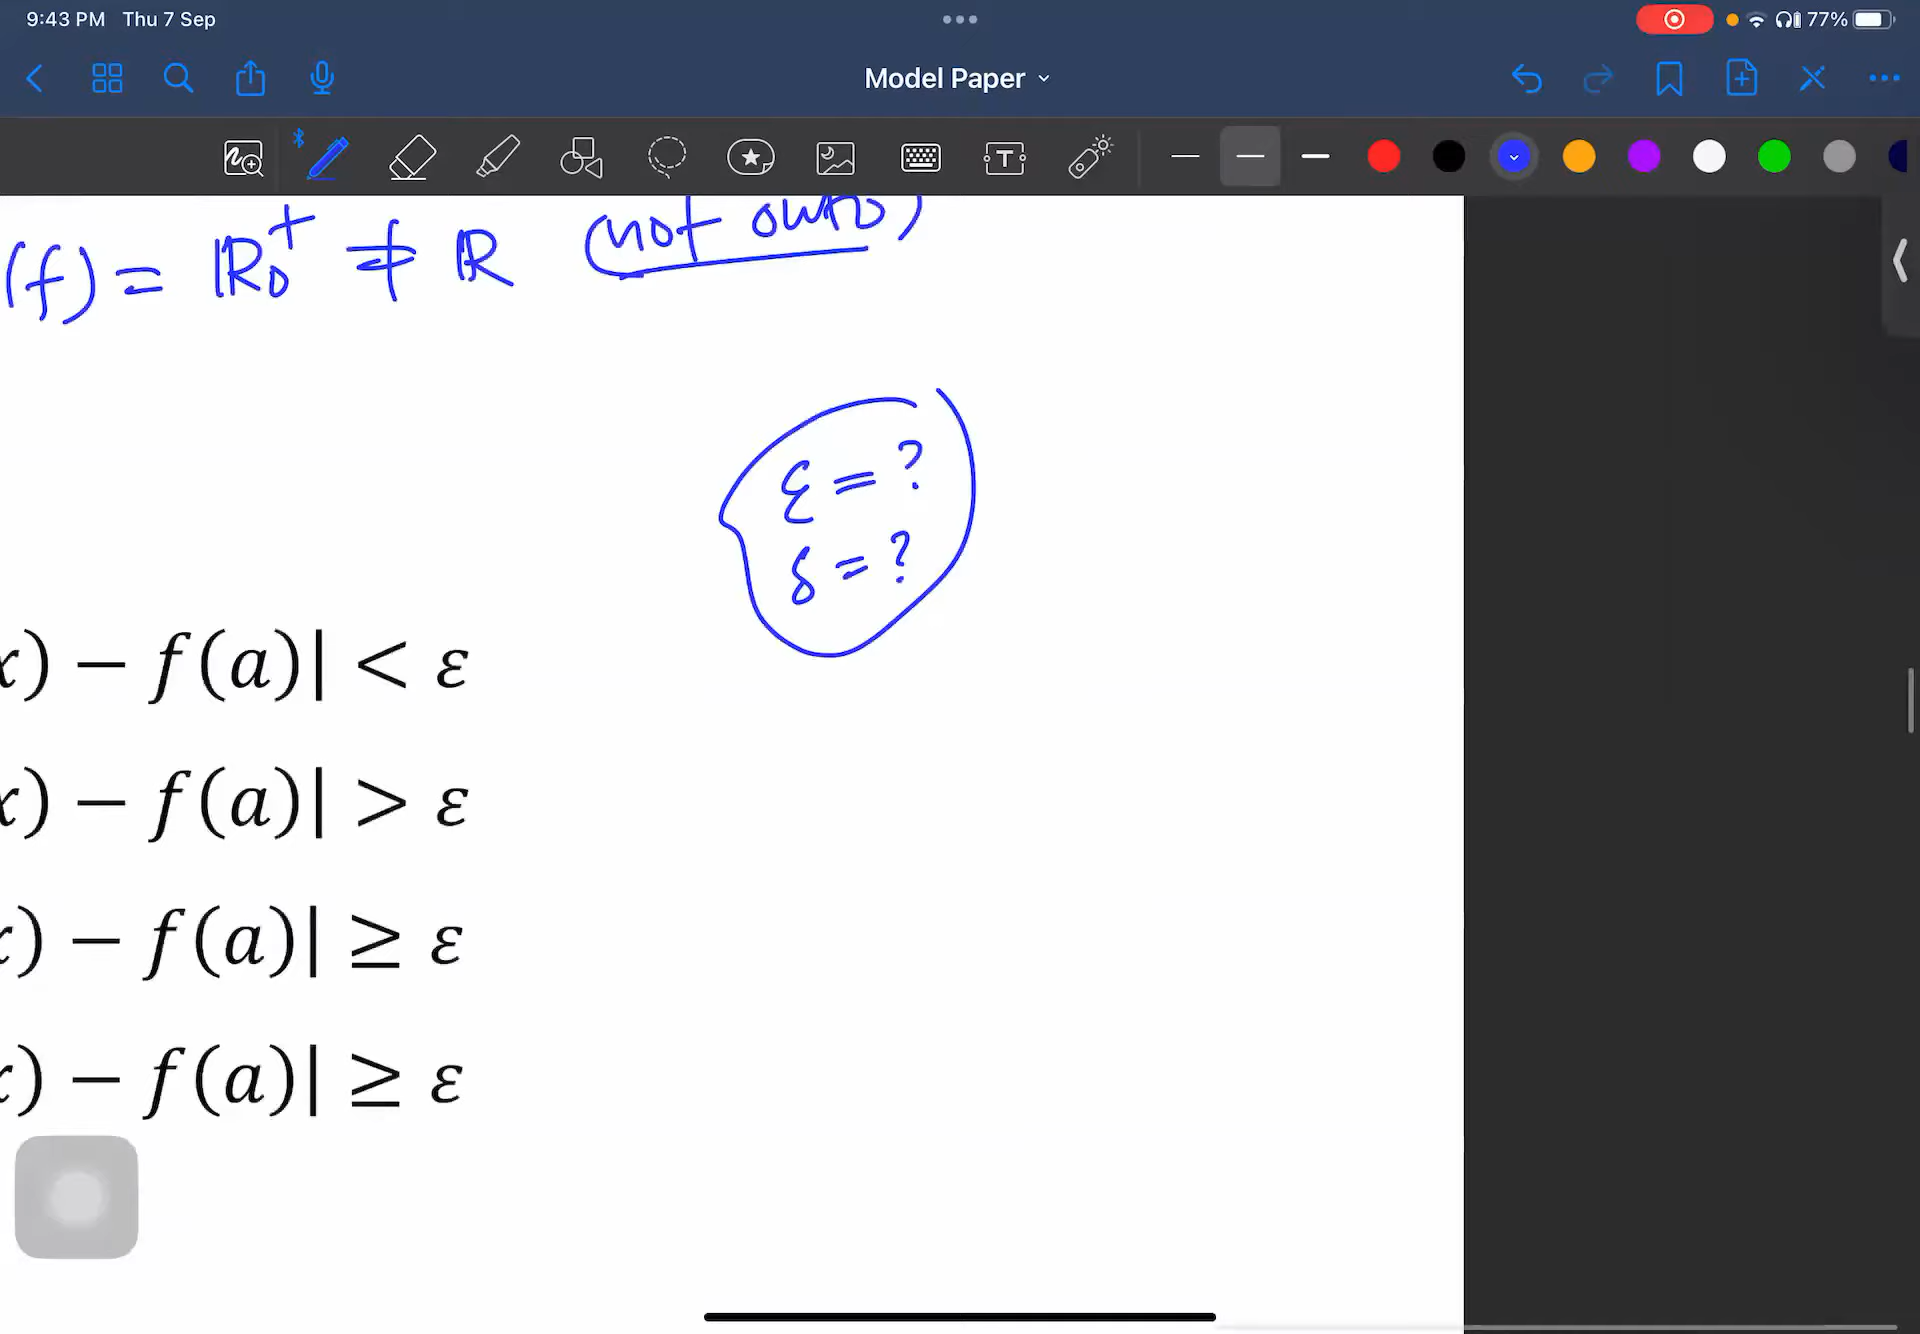 9:43 PM Thu 7 Sep
77%
Model Paper
T
(f) = ℝ₀⁺ ≠ ℝ (not onto)
ε = ?
δ = ?
x) − f(a)| < ε
x) − f(a)| > ε
x) − f(a)| ≥ ε
x) − f(a)| ≥ ε